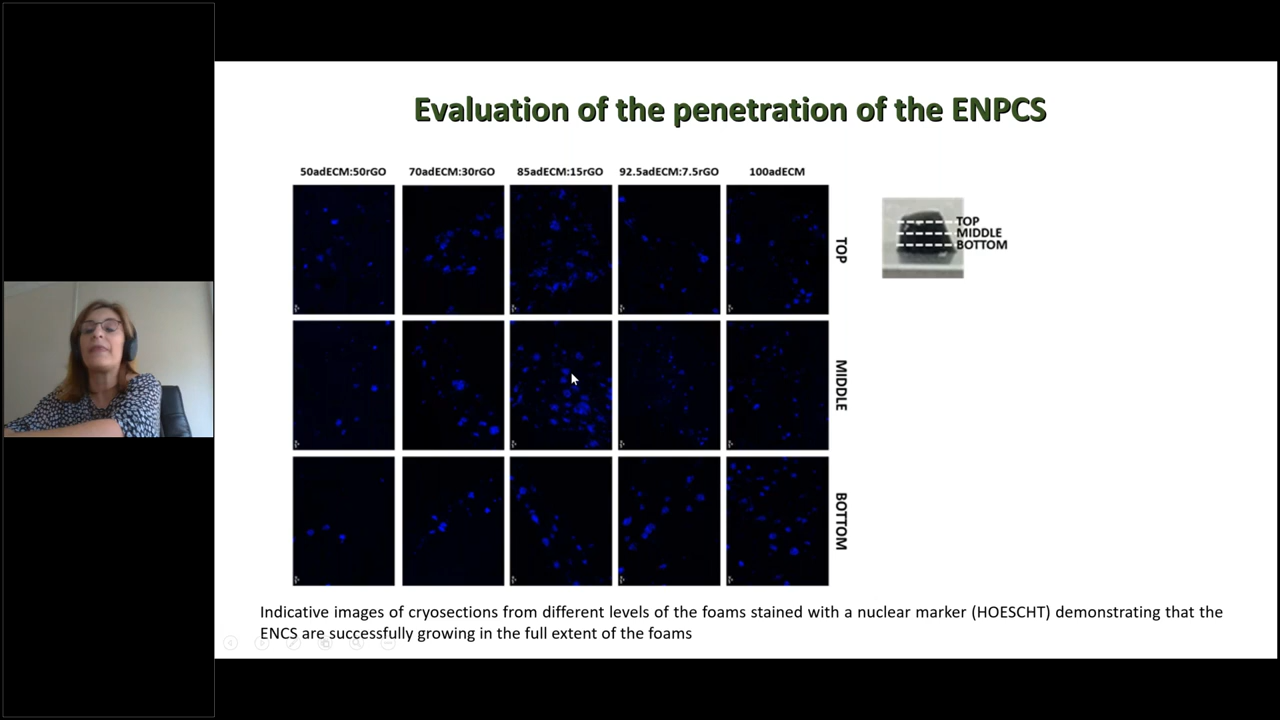 Evaluation of the penetration of the ENPCS
50adECM:50rGO 70adECM:30rGO 85adECM:15rGO 92.5adECM:7.5rGO 100adECM
TOP
MIDDLE
BOTTOM
TOP
MIDDLE
BOTTOM
Indicative images of cryosections from different levels of the foams stained with a nuclear marker (HOESCHT) demonstrating that the
ENCS are successfully growing in the full extent of the foams